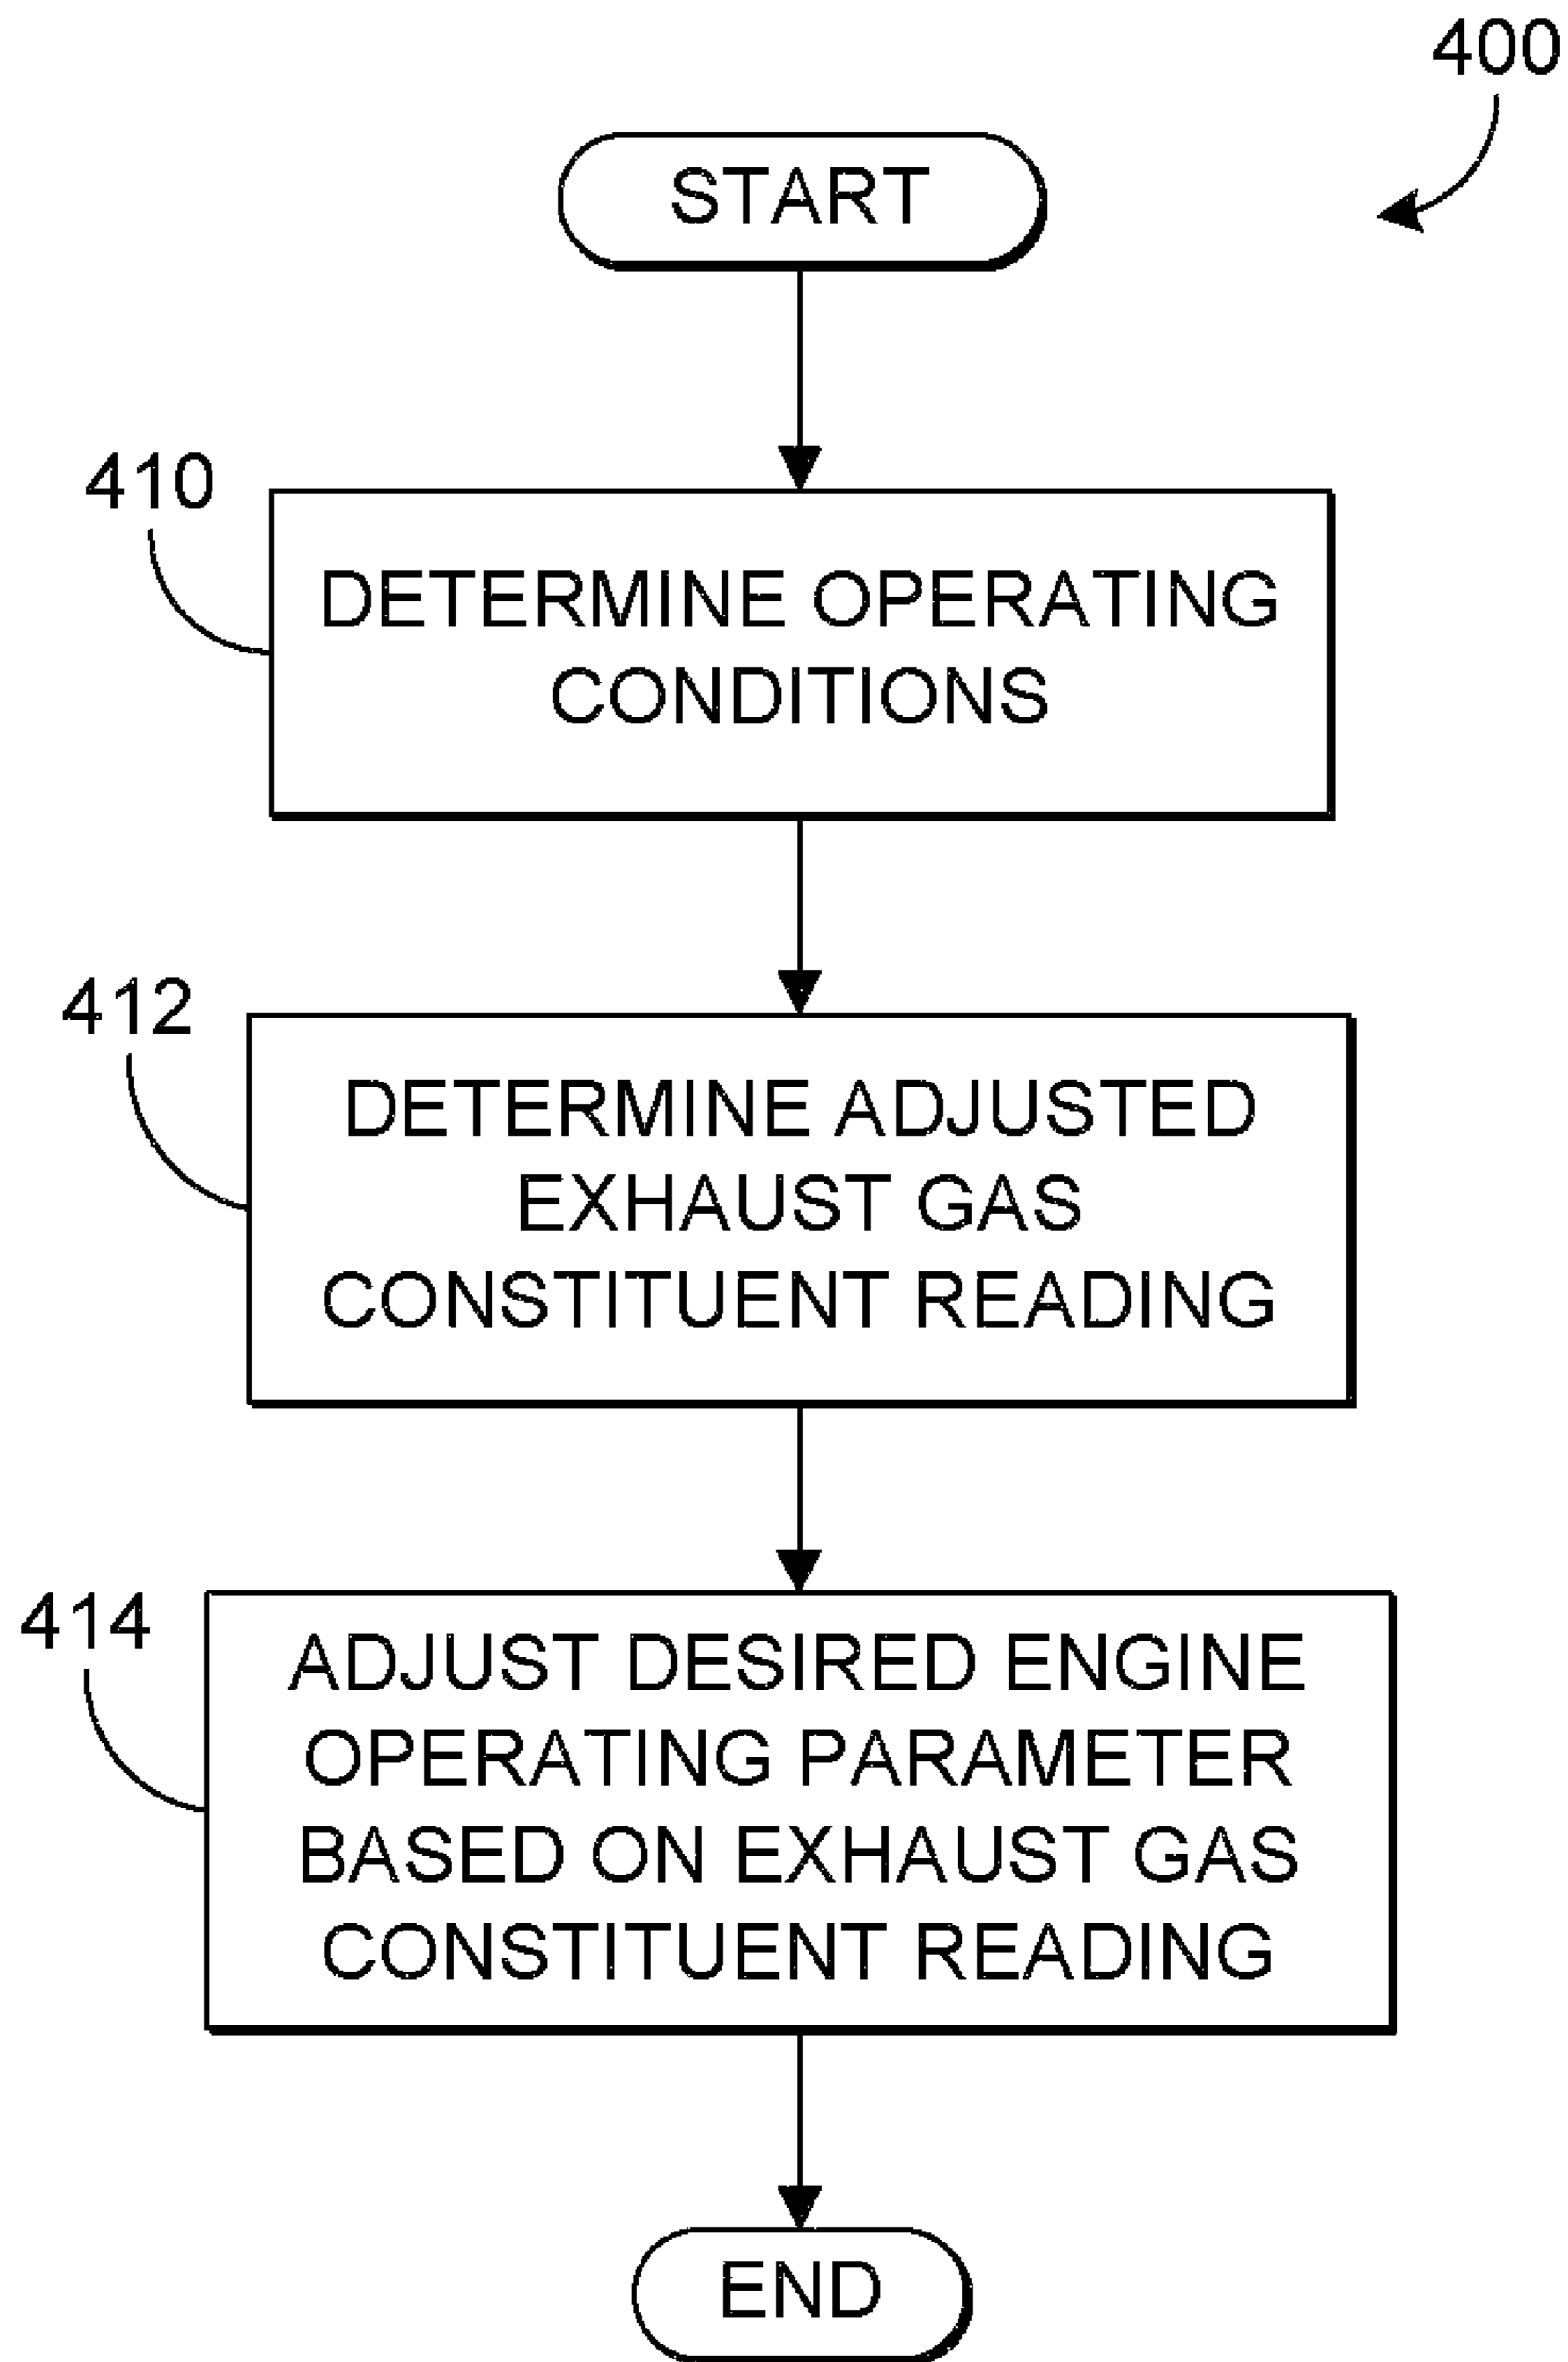 400
START
410
DETERMINE OPERATING
CONDITIONS
412
DETERMINE ADJUSTED
EXHAUST GAS
CONSTITUENT READING
414
ADJUST DESIRED ENGINE
OPERATING PARAMETER
BASED ON EXHAUST GAS
CONSTITUENT READING
END